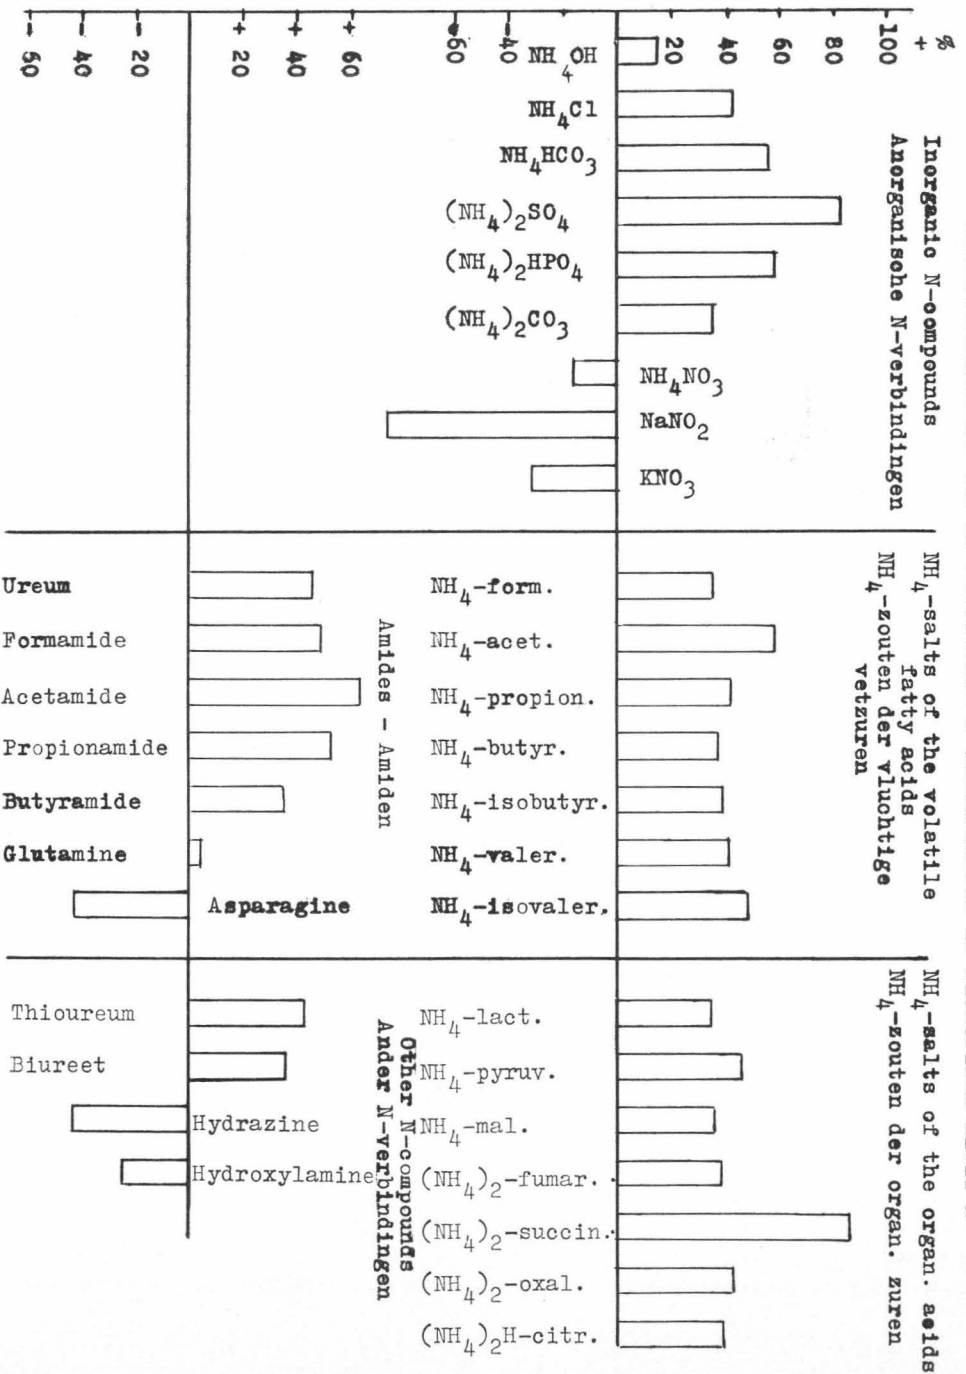 -60
-40
-20
+20
+40
+60
-60
-40
20
40
60
80
100
% +
Inorganic N-compounds
Anorganische N-verbindingen
NH4OH
NH4Cl
NH4HCO3
(NH4)2SO4
(NH4)2HPO4
(NH4)2CO3
NH4NO3
NaNO2
KNO3
Ureum
Formamide
Acetamide
Propionamide
Butyramide
Glutamine
Asparagine
Amides - Amiden
NH4-form.
NH4-acet.
NH4-propion.
NH4-butyr.
NH4-isobutyr.
NH4-valer.
NH4-isovaler.
NH4-salts of the volatile
fatty acids
NH4-zouten der vluchtige
vetzuren
Thioureum
Biureet
Hydrazine
Hydroxylamine
Other N-compounds
Ander N-verbindingen
NH4-lact.
NH4-pyruv.
NH4-mal.
(NH4)2-fumar.
(NH4)2-succin.
(NH4)2-oxal.
(NH4)2H-citr.
NH4-salts of the organ. acids
NH4-zouten der organ. zuren